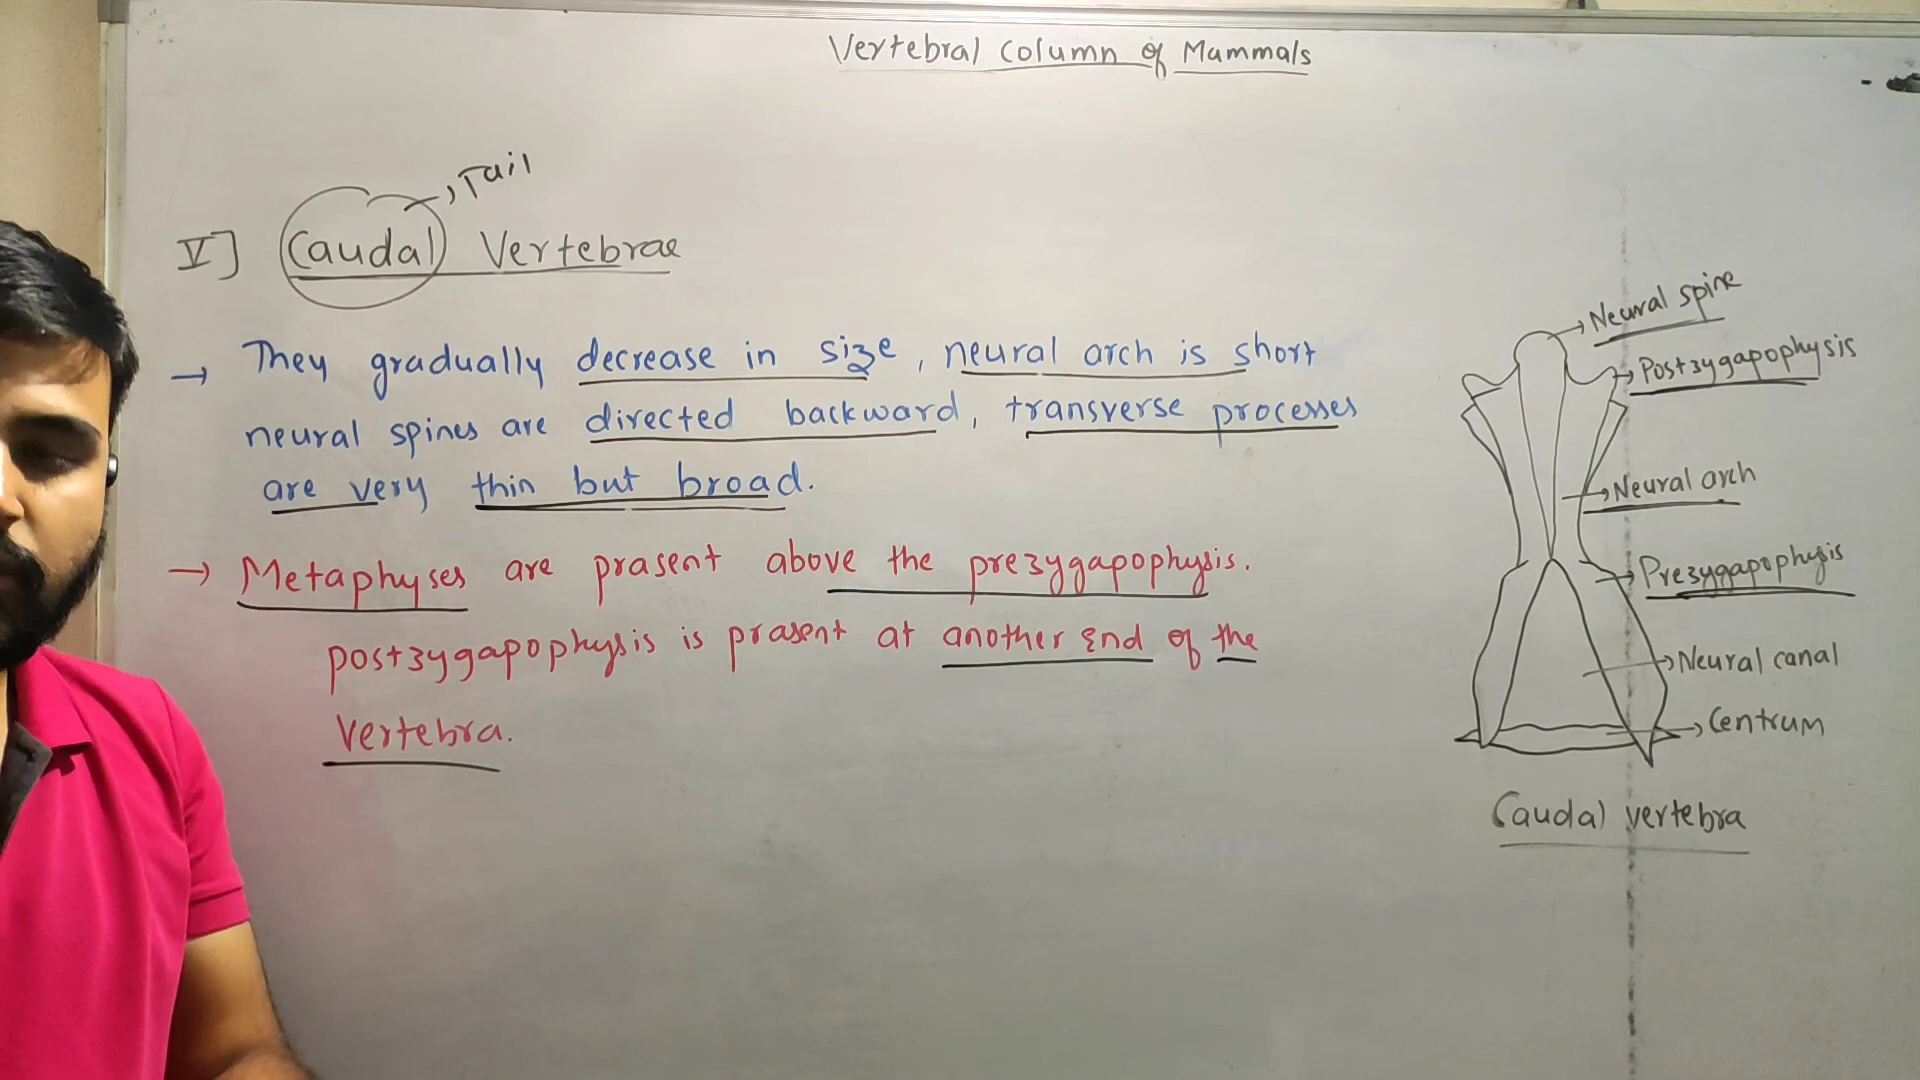 Vertebral Column of Mammals
Tail
V] Caudal Vertebrae
→ They gradually decrease in size, neural arch is short
neural spines are directed backward, transverse processes
are very thin but broad.
→ Metaphyses are prasent above the prezygapophysis.
postzygapophysis is prasent at another End of the
Vertebra.
Neural spine
Postzygapophysis
Neural arch
Prezygapophysis
Neural canal
Centrum
Caudal vertebra